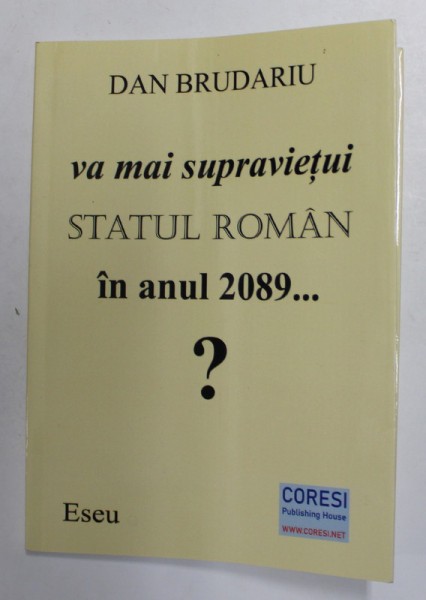 DAN BRUDARIU
va mai supraviețui
STATUL ROMÂN
în anul 2089...
?
Eseu
CORESI
Publishing House
WWW.CORESI.NET